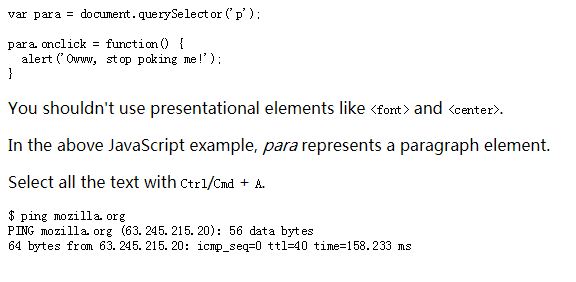 var para = document.querySelector('p');
para.onclick = function() {
alert('Owww, stop poking me!');
}
You shouldn't use presentational elements like <font> and <center>.
In the above JavaScript example, para represents a paragraph element.
Select all the text with Ctrl/Cmd + A.
$ ping mozilla.org
PING mozilla.org (63.245.215.20): 56 data bytes
64 bytes from 63.245.215.20: icmp_seq=0 ttl=40 time=158.233 ms